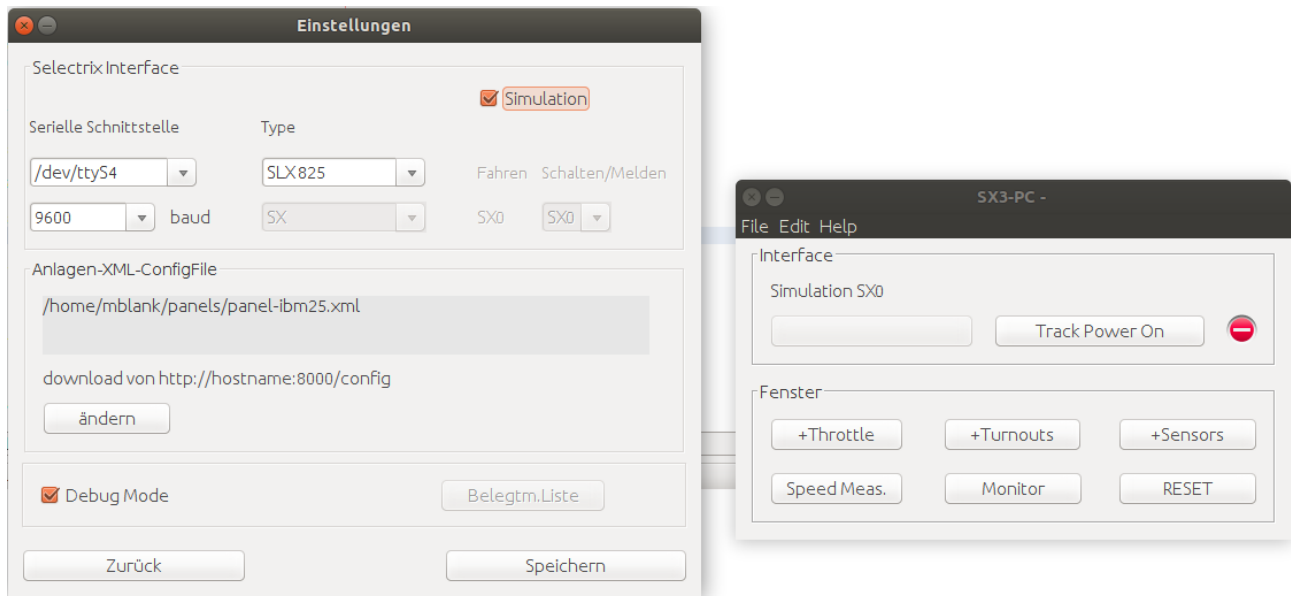 Einstellungen
Selectrix Interface
Simulation
Serielle Schnittstelle Type
/dev/ttyS4 SLX825 Fahren Schalten/Melden
9600 baud SX SX0 SX0
Anlagen-XML-ConfigFile
/home/mblank/panels/panel-ibm25.xml
download von http://hostname:8000/config
ändern
Debug Mode Belegtm.Liste
Zurück Speichern
SX3-PC -
File Edit Help
Interface
Simulation SX0
Track Power On
Fenster
+Throttle +Turnouts +Sensors
Speed Meas. Monitor RESET